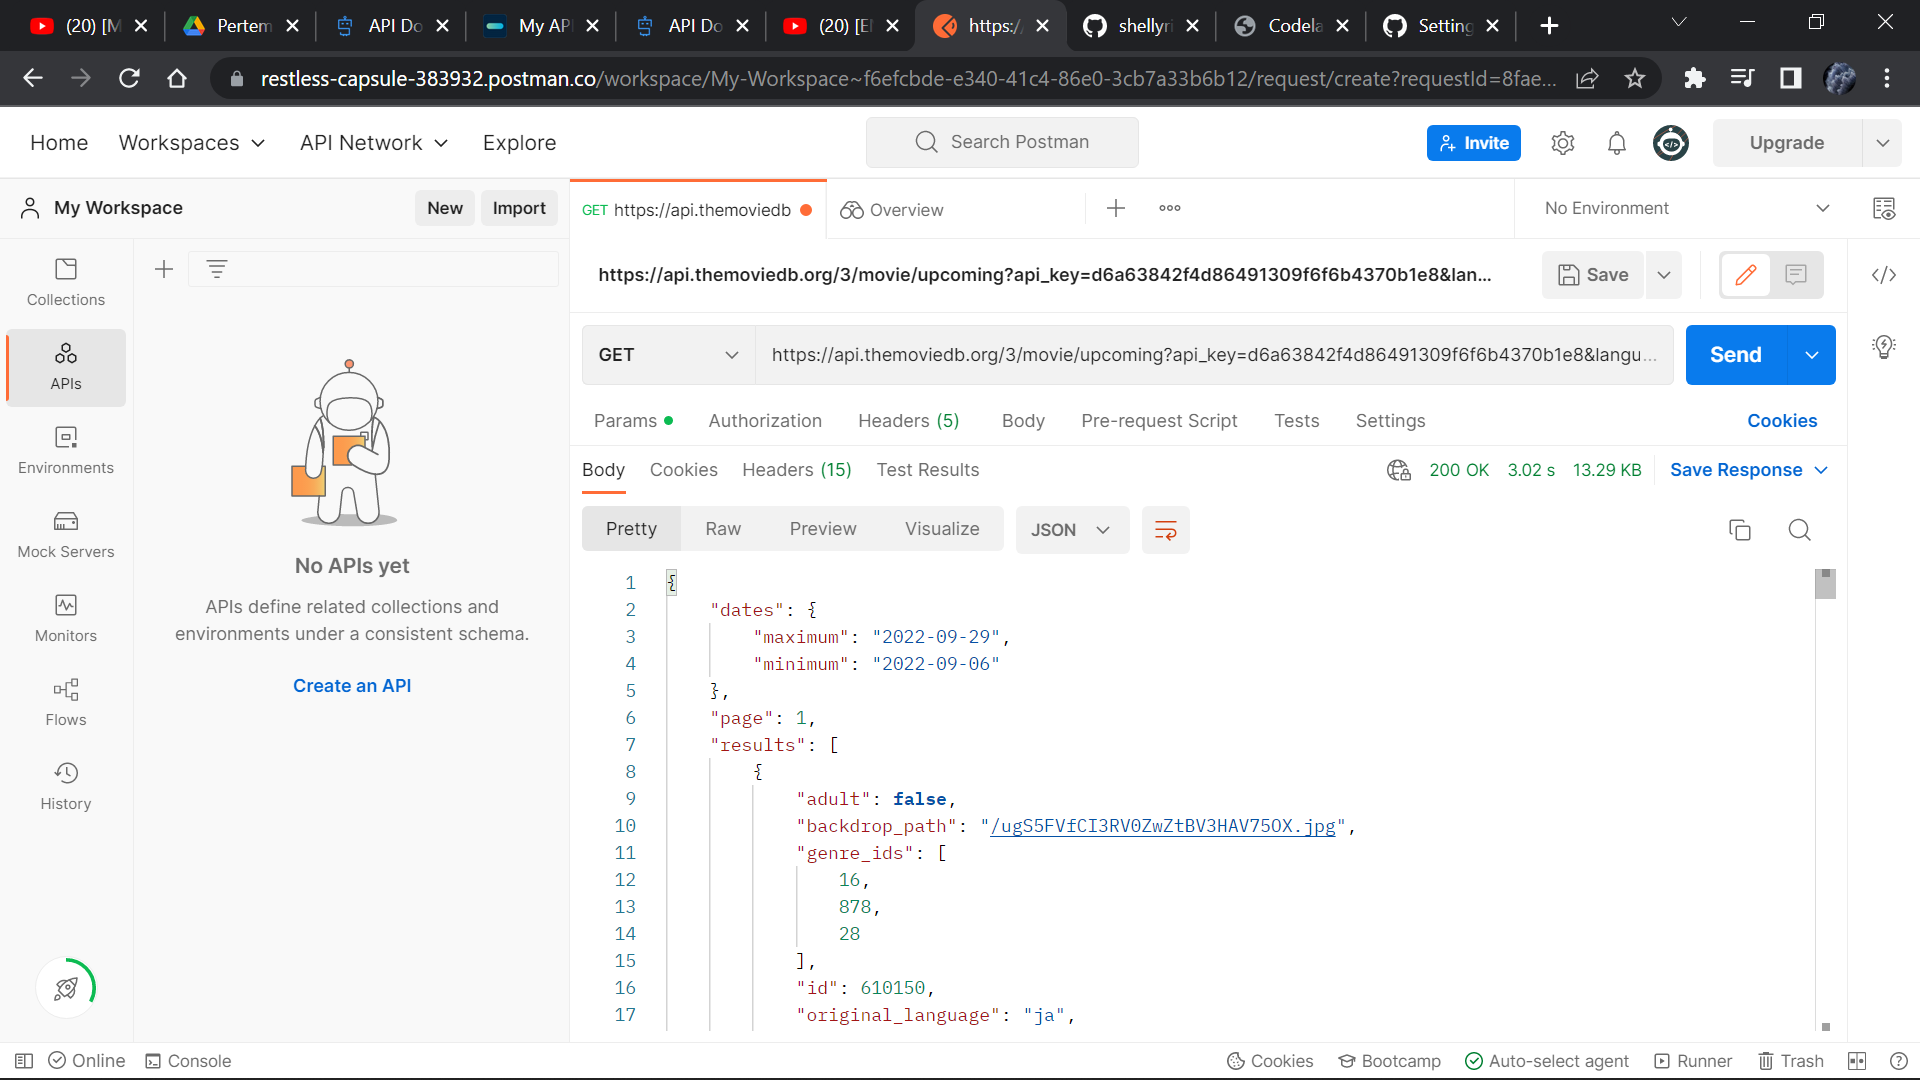 (20) [M
Pertem
API Do
My API
API Do
(20) [E
https:/
shellyri
Codela
Setting
restless-capsule-383932.postman.co/workspace/My-Workspace~f6efcbde-e340-41c4-86e0-3cb7a33b6b12/request/create?requestId=8fae...
Home Workspaces API Network Explore
Search Postman
Invite
Upgrade
My Workspace
New
Import
GET https://api.themoviedb
Overview
No Environment
Collections
APIs
Environments
Mock Servers
Monitors
Flows
History
No APIs yet
APIs define related collections and
environments under a consistent schema.
Create an API
https://api.themoviedb.org/3/movie/upcoming?api_key=d6a63842f4d86491309f6f6b4370b1e8&lan...
Save
GET
https://api.themoviedb.org/3/movie/upcoming?api_key=d6a63842f4d86491309f6f6b4370b1e8&langu...
Send
Params Authorization Headers (5) Body Pre-request Script Tests Settings Cookies
Body Cookies Headers (15) Test Results
200 OK 3.02 s 13.29 KB
Save Response
Pretty Raw Preview Visualize JSON
1 {
2 "dates": {
3 "maximum": "2022-09-29",
4 "minimum": "2022-09-06"
5 },
6 "page": 1,
7 "results": [
8 {
9 "adult": false,
10 "backdrop_path": "/ugS5FVfCI3RV0ZwZtBV3HAV75OX.jpg",
11 "genre_ids": [
12 16,
13 878,
14 28
15 ],
16 "id": 610150,
17 "original_language": "ja",
Online Console
Cookies Bootcamp Auto-select agent Runner Trash